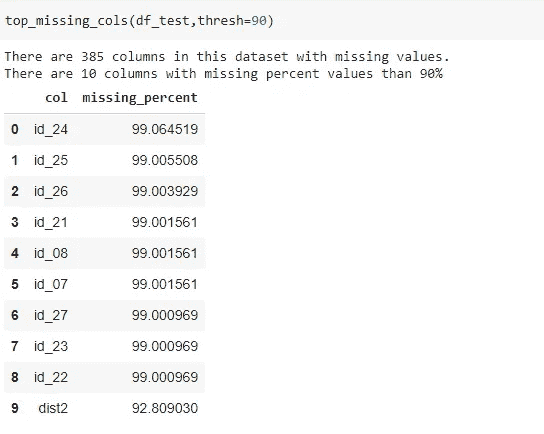 top_missing_cols(df_test,thresh=90)
There are 385 columns in this dataset with missing values.
There are 10 columns with missing percent values than 90%
col missing_percent
0 id_24 99.064519
1 id_25 99.005508
2 id_26 99.003929
3 id_21 99.001561
4 id_08 99.001561
5 id_07 99.001561
6 id_27 99.000969
7 id_23 99.000969
8 id_22 99.000969
9 dist2 92.809030